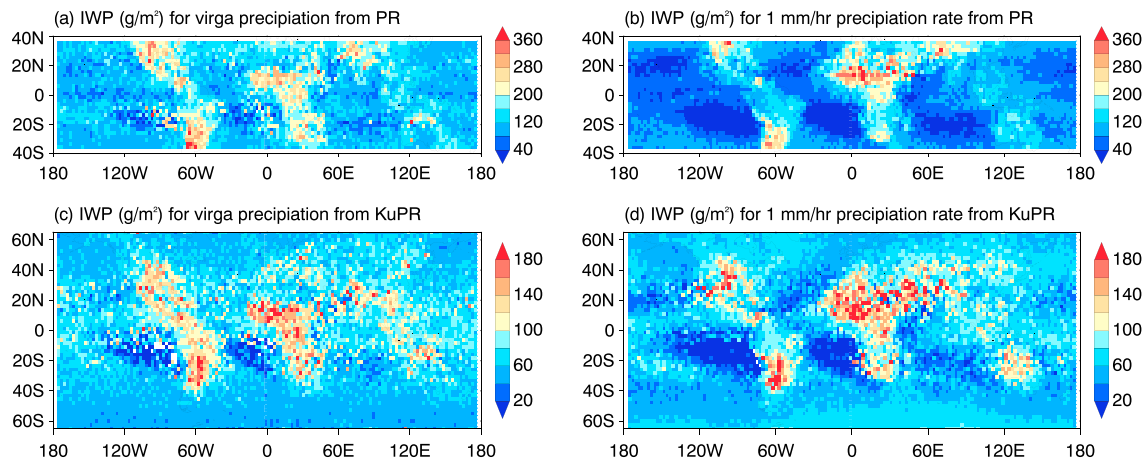 (a) IWP (g/m²) for virga precipiation from PR
40N
20N
0
20S
40S
180 120W 60W 0 60E 120E 180
360
280
200
120
40
(b) IWP (g/m²) for 1 mm/hr precipiation rate from PR
40N
20N
0
20S
40S
180 120W 60W 0 60E 120E 180
360
280
200
120
40
(c) IWP (g/m²) for virga precipiation from KuPR
60N
40N
20N
0
20S
40S
60S
180 120W 60W 0 60E 120E 180
180
140
100
60
20
(d) IWP (g/m²) for 1 mm/hr precipiation rate from KuPR
60N
40N
20N
0
20S
40S
60S
180 120W 60W 0 60E 120E 180
180
140
100
60
20